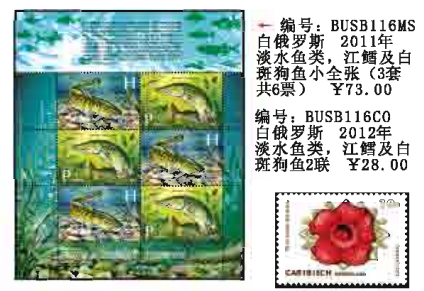 编号：BUSB116MS
白俄罗斯 2011年
淡水鱼类，江鳕及白
斑狗鱼小全张（3套
共6票） ￥73.00
编号：BUSB116CO
白俄罗斯 2012年
淡水鱼类，江鳕及白
斑狗鱼2联 ￥28.00
H
H
P
H
P
CARIBISCH NEDERLAND